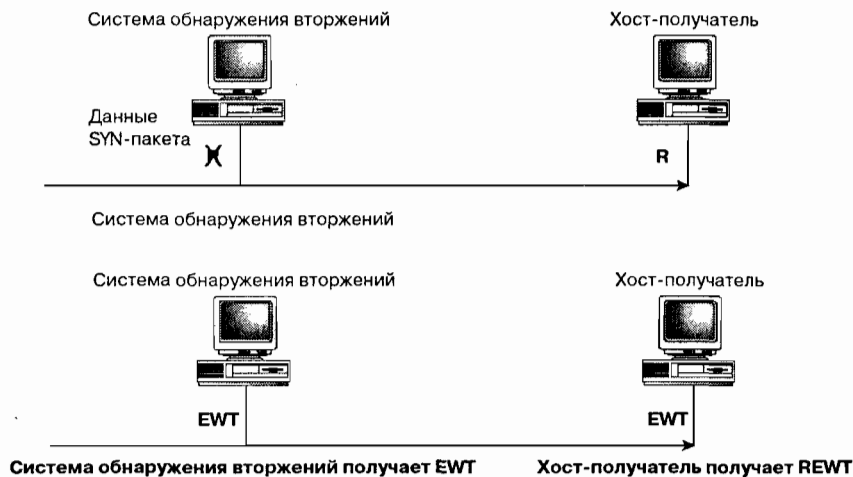 Система обнаружения вторжений
Хост-получатель
Данные
SYN-пакета
X
R
Система обнаружения вторжений
Система обнаружения вторжений
Хост-получатель
EWT
EWT
Система обнаружения вторжений получает EWT
Хост-получатель получает REWT